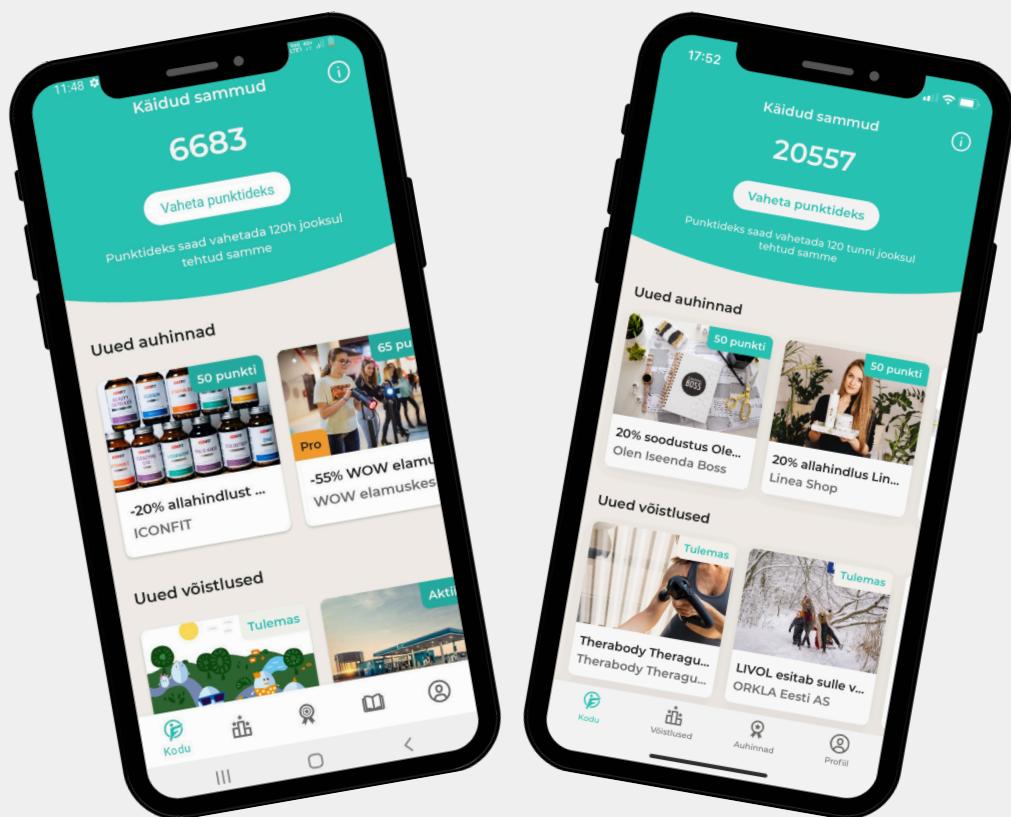 11:48
Käidud sammud
6683
Vaheta punktideks
Punktideks saad vahetada 120h jooksul
tehtud samme
Uued auhinnad
50 punkti
65 pu
Pro
-20% allahindlust ...
ICONFIT
-55% WOW elamu
WOW elamuskes
Uued võistlused
Tulemas
Akti
Kodu
17:52
Käidud sammud
20557
Vaheta punktideks
Punktideks saad vahetada 120 tunni jooksul
tehtud samme
Uued auhinnad
50 punkti
50 punkti
BOSS
20% soodustus Ole...
Olen Iseenda Boss
20% allahindlus Lin...
Linea Shop
Uued võistlused
Tulemas
Tulemas
Therabody Theragu...
Therabody Theragu...
LIVOL esitab sulle v...
ORKLA Eesti AS
Kodu
Võistlused
Auhinnad
Profiil